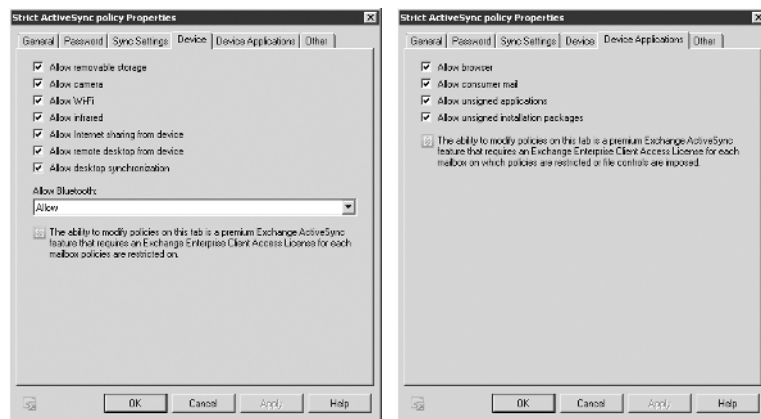 Strict ActiveSync policy Properties
General Password Sync Settings Device Device Applications Other
Allow removable storage
Allow camera
Allow Wi-Fi
Allow infrared
Allow Internet sharing from device
Allow remote desktop from device
Allow desktop synchronization
Allow Bluetooth:
Allow
The ability to modify policies on this tab is a premium Exchange ActiveSync
feature that requires an Exchange Enterprise Client Access License for each
mailbox policies are restricted on.
OK Cancel Apply Help
Strict ActiveSync policy Properties
General Password Sync Settings Device Device Applications Other
Allow browser
Allow consumer mail
Allow unsigned applications
Allow unsigned installation packages
The ability to modify policies on this tab is a premium Exchange ActiveSync
feature that requires an Exchange Enterprise Client Access License for each
mailbox on which policies are restricted or file controls are imposed.
OK Cancel Apply Help